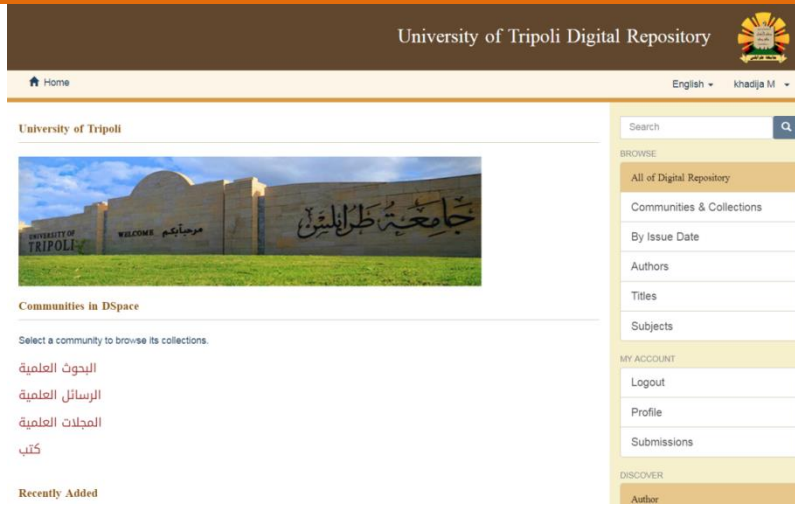 University of Tripoli Digital Repository
Home
English
khadija M
University of Tripoli
UNIVERSITY OF
TRIPOLI
WELCOME مرحباً بكم
جامعة طرابلس
Communities in DSpace
Select a community to browse its collections.
البحوث العلمية
الرسائل العلمية
المجلات العلمية
كتب
Recently Added
Search
BROWSE
All of Digital Repository
Communities & Collections
By Issue Date
Authors
Titles
Subjects
MY ACCOUNT
Logout
Profile
Submissions
DISCOVER
Author